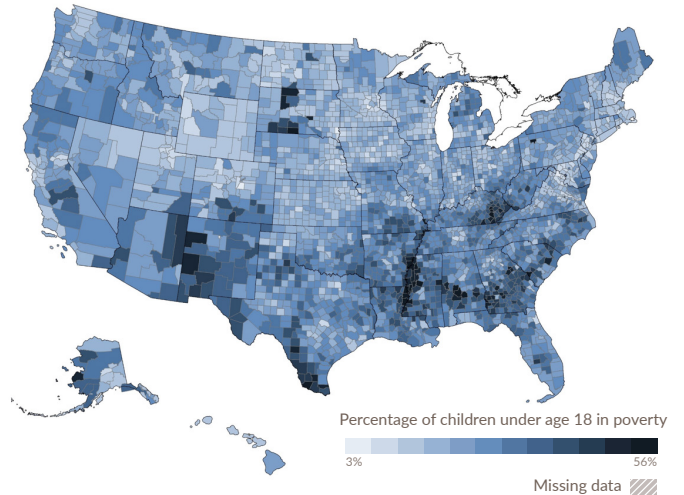 Percentage of children under age 18 in poverty
3% 56%
Missing data